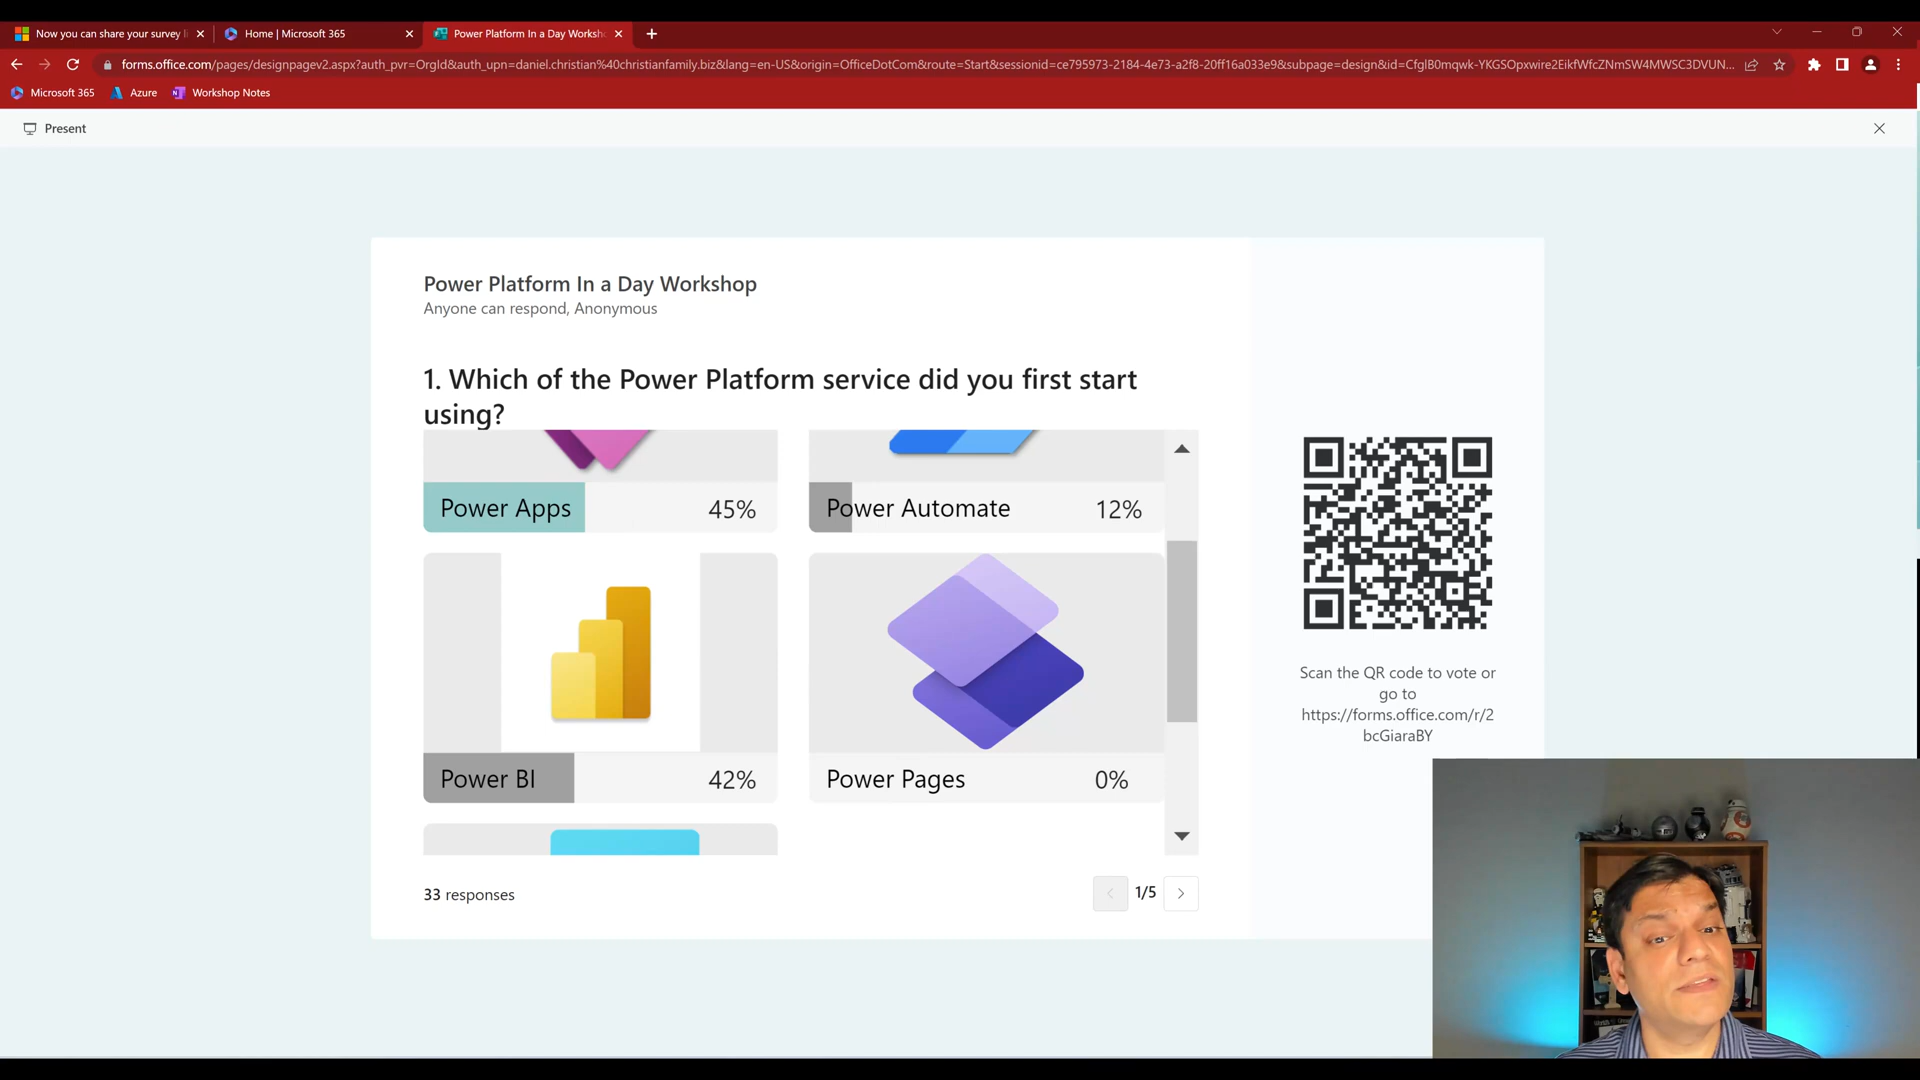 Now you can share your survey l
Home | Microsoft 365
Power Platform In a Day Worksh
forms.office.com/pages/designpagev2.aspx?auth_pvr=OrgId&auth_upn=daniel.christian%40christianfamily.biz&lang=en-US&origin=OfficeDotCom&route=Start&sessionid=ce795973-2184-4e73-a2f8-20ff16a033e9&subpage=design&id=CfglB0mqwk-YKGSOpxwire2EikfWfcZNmSW4MWSC3DVUN...
Microsoft 365
Azure
Workshop Notes
Present
Power Platform In a Day Workshop
Anyone can respond, Anonymous
1. Which of the Power Platform service did you first start
using?
Power Apps 45%
Power Automate 12%
Power BI 42%
Power Pages 0%
33 responses
1/5
Scan the QR code to vote or
go to
https://forms.office.com/r/2
bcGiaraBY